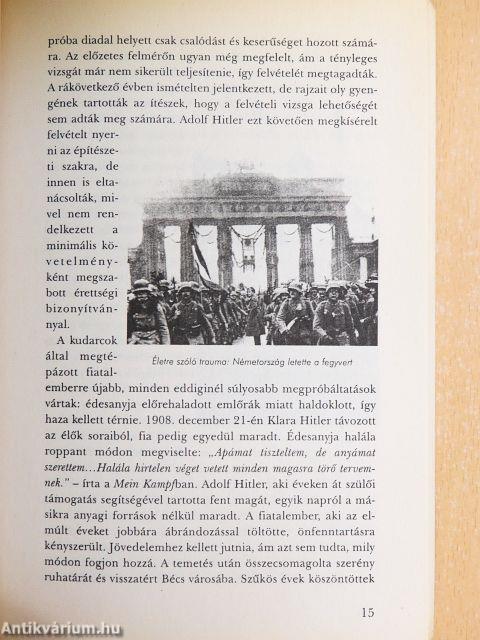 próba diadal helyett csak csalódást és keserűséget hozott számá-
ra. Az előzetes felmérőn ugyan még megfelelt, ám a tényleges
vizsgát már nem sikerült teljesítenie, így felvételét megtagadták.
A rákövetkező évben ismételten jelentkezett, de rajzait oly gyen-
gének tartották az ítészek, hogy a felvételi vizsga lehetőségét
sem adták meg számára. Adolf Hitler ezt követően megkísérelt
felvételt nyer-
ni az építésze-
ti szakra, de
innen is elta-
nácsolták, mi-
vel nem ren-
delkezett a
minimális kö-
vetelmény-
ként megsza-
bott érettségi
bizonyítván-
nyal.
A kudarcok
által megté-
pázott fiatal-
Életre szóló trauma: Németország letette a fegyvert
emberre újabb, minden eddiginél súlyosabb megpróbáltatások
vártak: édesanyja előrehaladott emlőrák miatt haldoklott, így
haza kellett térnie. 1908. december 21-én Klara Hitler távozott
az élők soraiból, fia pedig egyedül maradt. Édesanyja halála
roppant módon megviselte: „Apámat tiszteltem, de anyámat
szerettem...Halála hirtelen véget vetett minden magasra törő tervem-
nek." – írta a Mein Kampfban. Adolf Hitler, aki éveken át szülői
támogatás segítségével tartotta fent magát, egyik napról a má-
sikra anyagi források nélkül maradt. A fiatalember, aki az el-
múlt éveket jobbára ábrándozással töltötte, önfenntartásra
kényszerült. Jövedelemhez kellett jutnia, ám azt sem tudta, mily
módon fogjon hozzá. A temetés után összecsomagolta szerény
ruhatárát és visszatért Bécs városába. Szűkös évek köszöntöttek
15
Antikvárium.hu